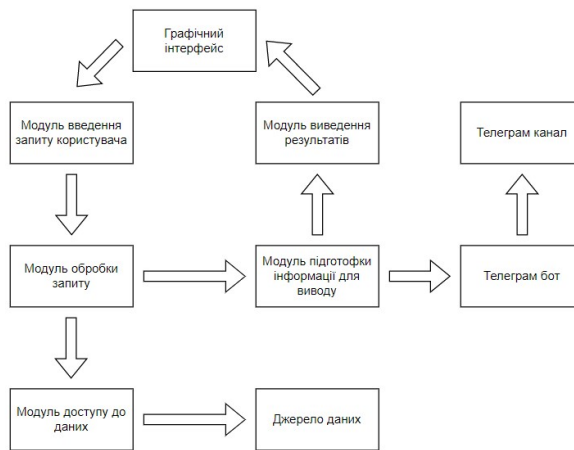 Графічний
інтерфейс
Модуль введення
запиту користувача
Модуль виведення
результатів
Телеграм канал
Модуль обробки
запиту
Модуль підготофки
інформації для
виводу
Телеграм бот
Модуль доступу до
даних
Джерело даних